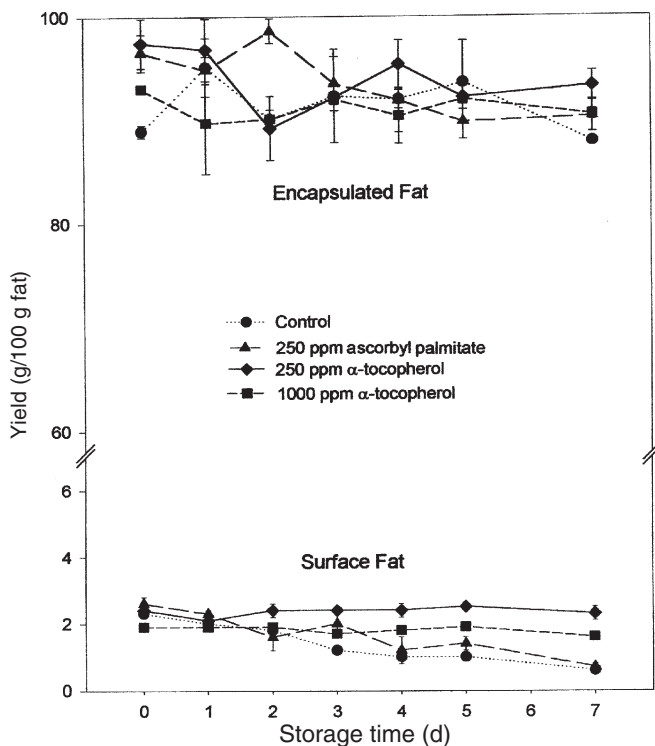 100
Encapsulated Fat
80
Control
250 ppm ascorbyl palmitate
250 ppm α-tocopherol
1000 ppm α-tocopherol
60
Yield (g/100 g fat)
6
4
Surface Fat
2
0
0 1 2 3 4 5 6 7
Storage time (d)